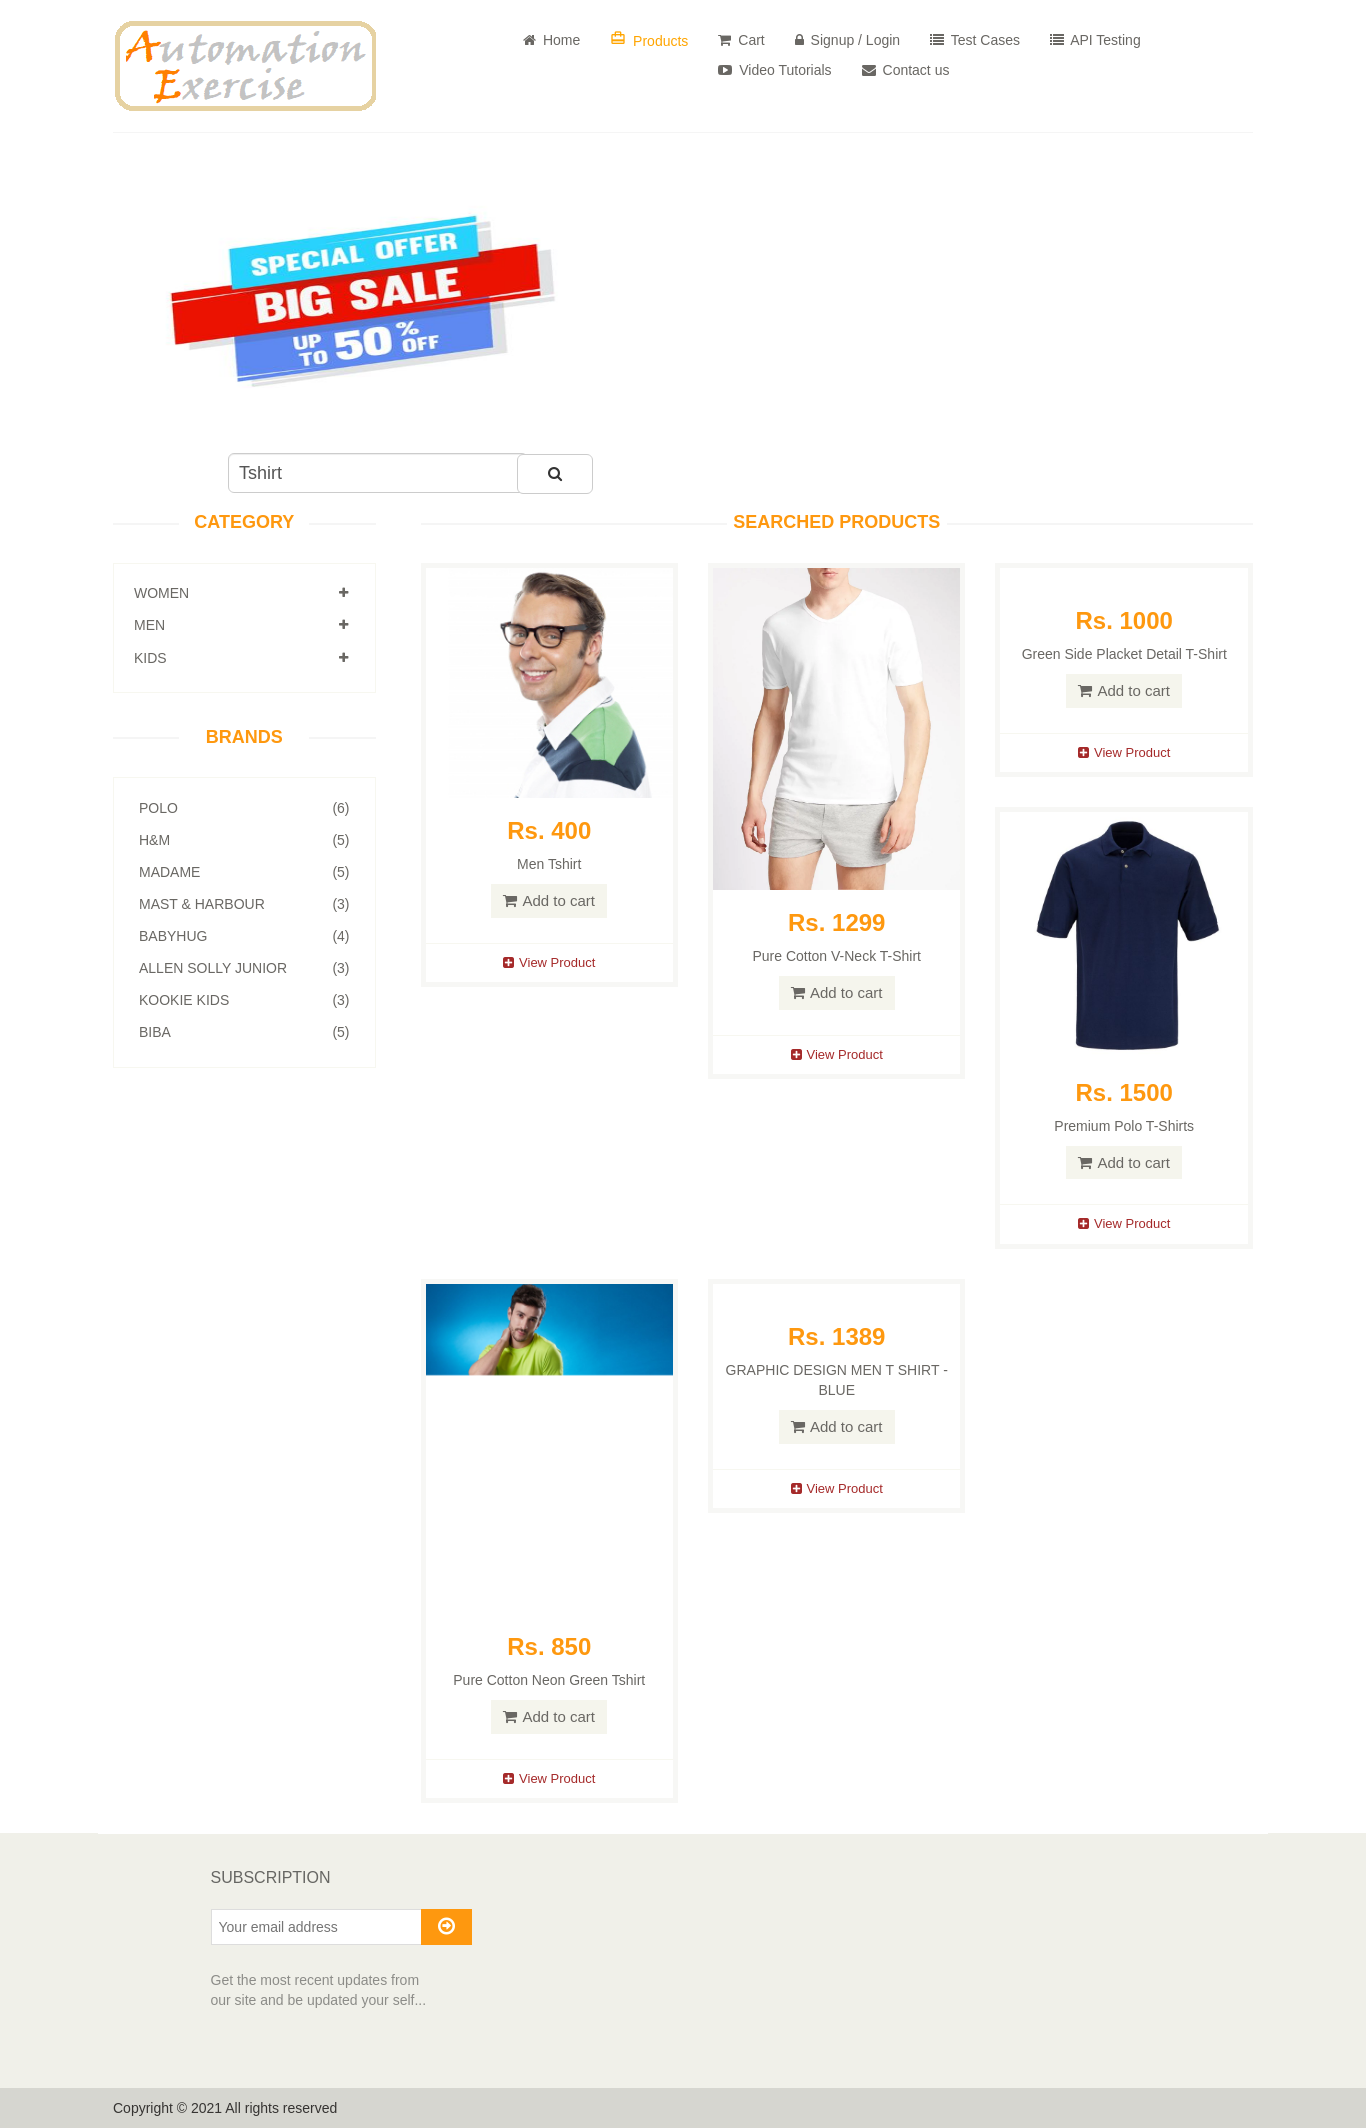 Automation
Exercise
Home
Products
Cart
Signup / Login
Test Cases
API Testing
Video Tutorials
Contact us
SPECIAL OFFER
BIG SALE
UP TO 50% OFF
Tshirt
CATEGORY
WOMEN
MEN
KIDS
BRANDS
POLO (6)
H&M (5)
MADAME (5)
MAST & HARBOUR (3)
BABYHUG (4)
ALLEN SOLLY JUNIOR (3)
KOOKIE KIDS (3)
BIBA (5)
SEARCHED PRODUCTS
Rs. 400
Men Tshirt
Add to cart
View Product
Rs. 1299
Pure Cotton V-Neck T-Shirt
Add to cart
View Product
Rs. 1000
Green Side Placket Detail T-Shirt
Add to cart
View Product
Rs. 1500
Premium Polo T-Shirts
Add to cart
View Product
Rs. 850
Pure Cotton Neon Green Tshirt
Add to cart
View Product
Rs. 1389
GRAPHIC DESIGN MEN T SHIRT -
BLUE
Add to cart
View Product
SUBSCRIPTION
Your email address
Get the most recent updates from
our site and be updated your self...
Copyright © 2021 All rights reserved